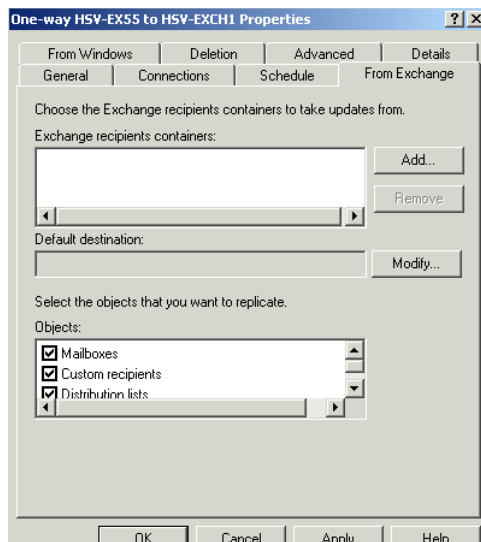 One-way HSV-EX55 to HSV-EXCH1 Properties
From Windows Deletion Advanced Details
General Connections Schedule From Exchange
Choose the Exchange recipients containers to take updates from.
Exchange recipients containers:
Add...
Remove
Default destination:
Modify...
Select the objects that you want to replicate.
Objects:
Mailboxes
Custom recipients
Distribution lists
OK Cancel Apply Help